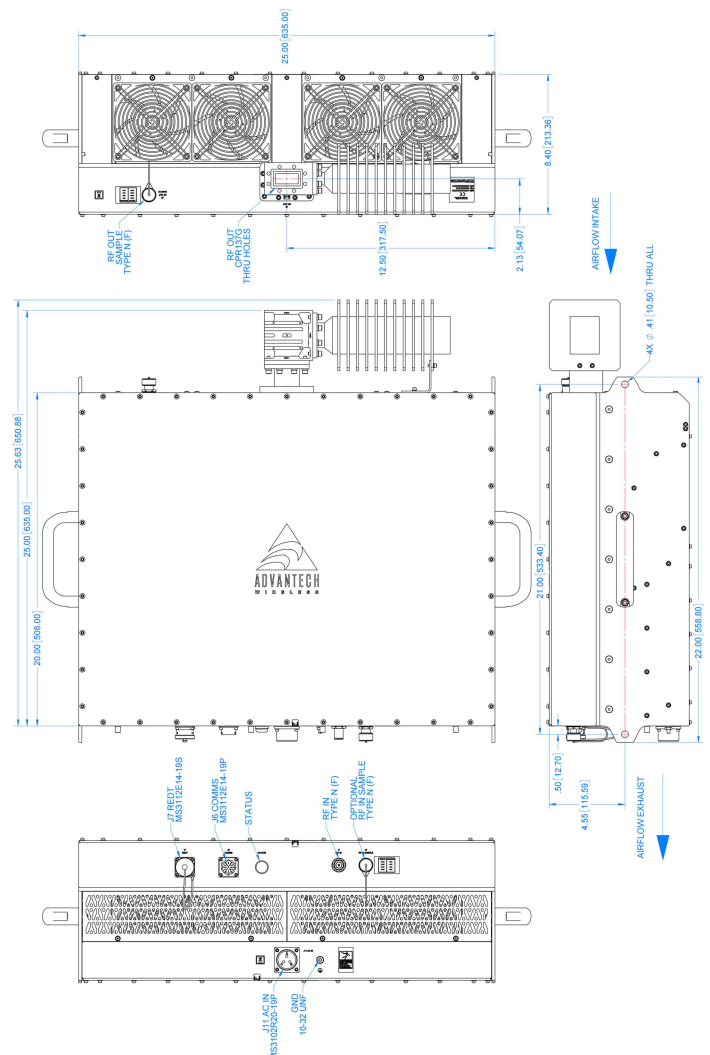 25.00 [635.00]
8.40 [213.36]
2.13 [54.07]
12.50 [317.50]
RF OUT
SAMPLE
TYPE N (F)
RF OUT
CPR137G
THRU HOLES
AIRFLOW INTAKE
25.63 [650.88]
25.00 [635.00]
20.00 [508.00]
ADVANTECH
WIRELESS
4X ⌀ .41 [10.50] THRU ALL
21.00 [533.40]
22.00 [558.80]
.50 [12.70]
4.55 [115.59]
AIRFLOW EXHAUST
J7 REDT
MS3112E14-19S
J6 COMMS
MS3112E14-19P
STATUS
RF IN
TYPE N (F)
OPTIONAL
RF IN SAMPLE
TYPE N (F)
J11 AC IN
MS3102R20-19P
GND
10-32 UNF